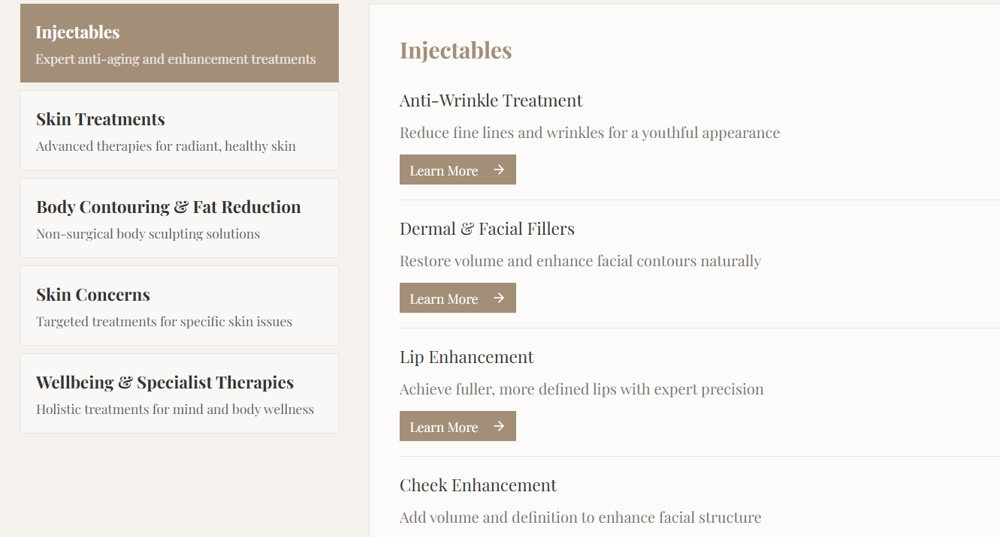 Injectables
Expert anti-aging and enhancement treatments
Skin Treatments
Advanced therapies for radiant, healthy skin
Body Contouring & Fat Reduction
Non-surgical body sculpting solutions
Skin Concerns
Targeted treatments for specific skin issues
Wellbeing & Specialist Therapies
Holistic treatments for mind and body wellness
Injectables
Anti-Wrinkle Treatment
Reduce fine lines and wrinkles for a youthful appearance
Learn More →
Dermal & Facial Fillers
Restore volume and enhance facial contours naturally
Learn More →
Lip Enhancement
Achieve fuller, more defined lips with expert precision
Learn More →
Cheek Enhancement
Add volume and definition to enhance facial structure